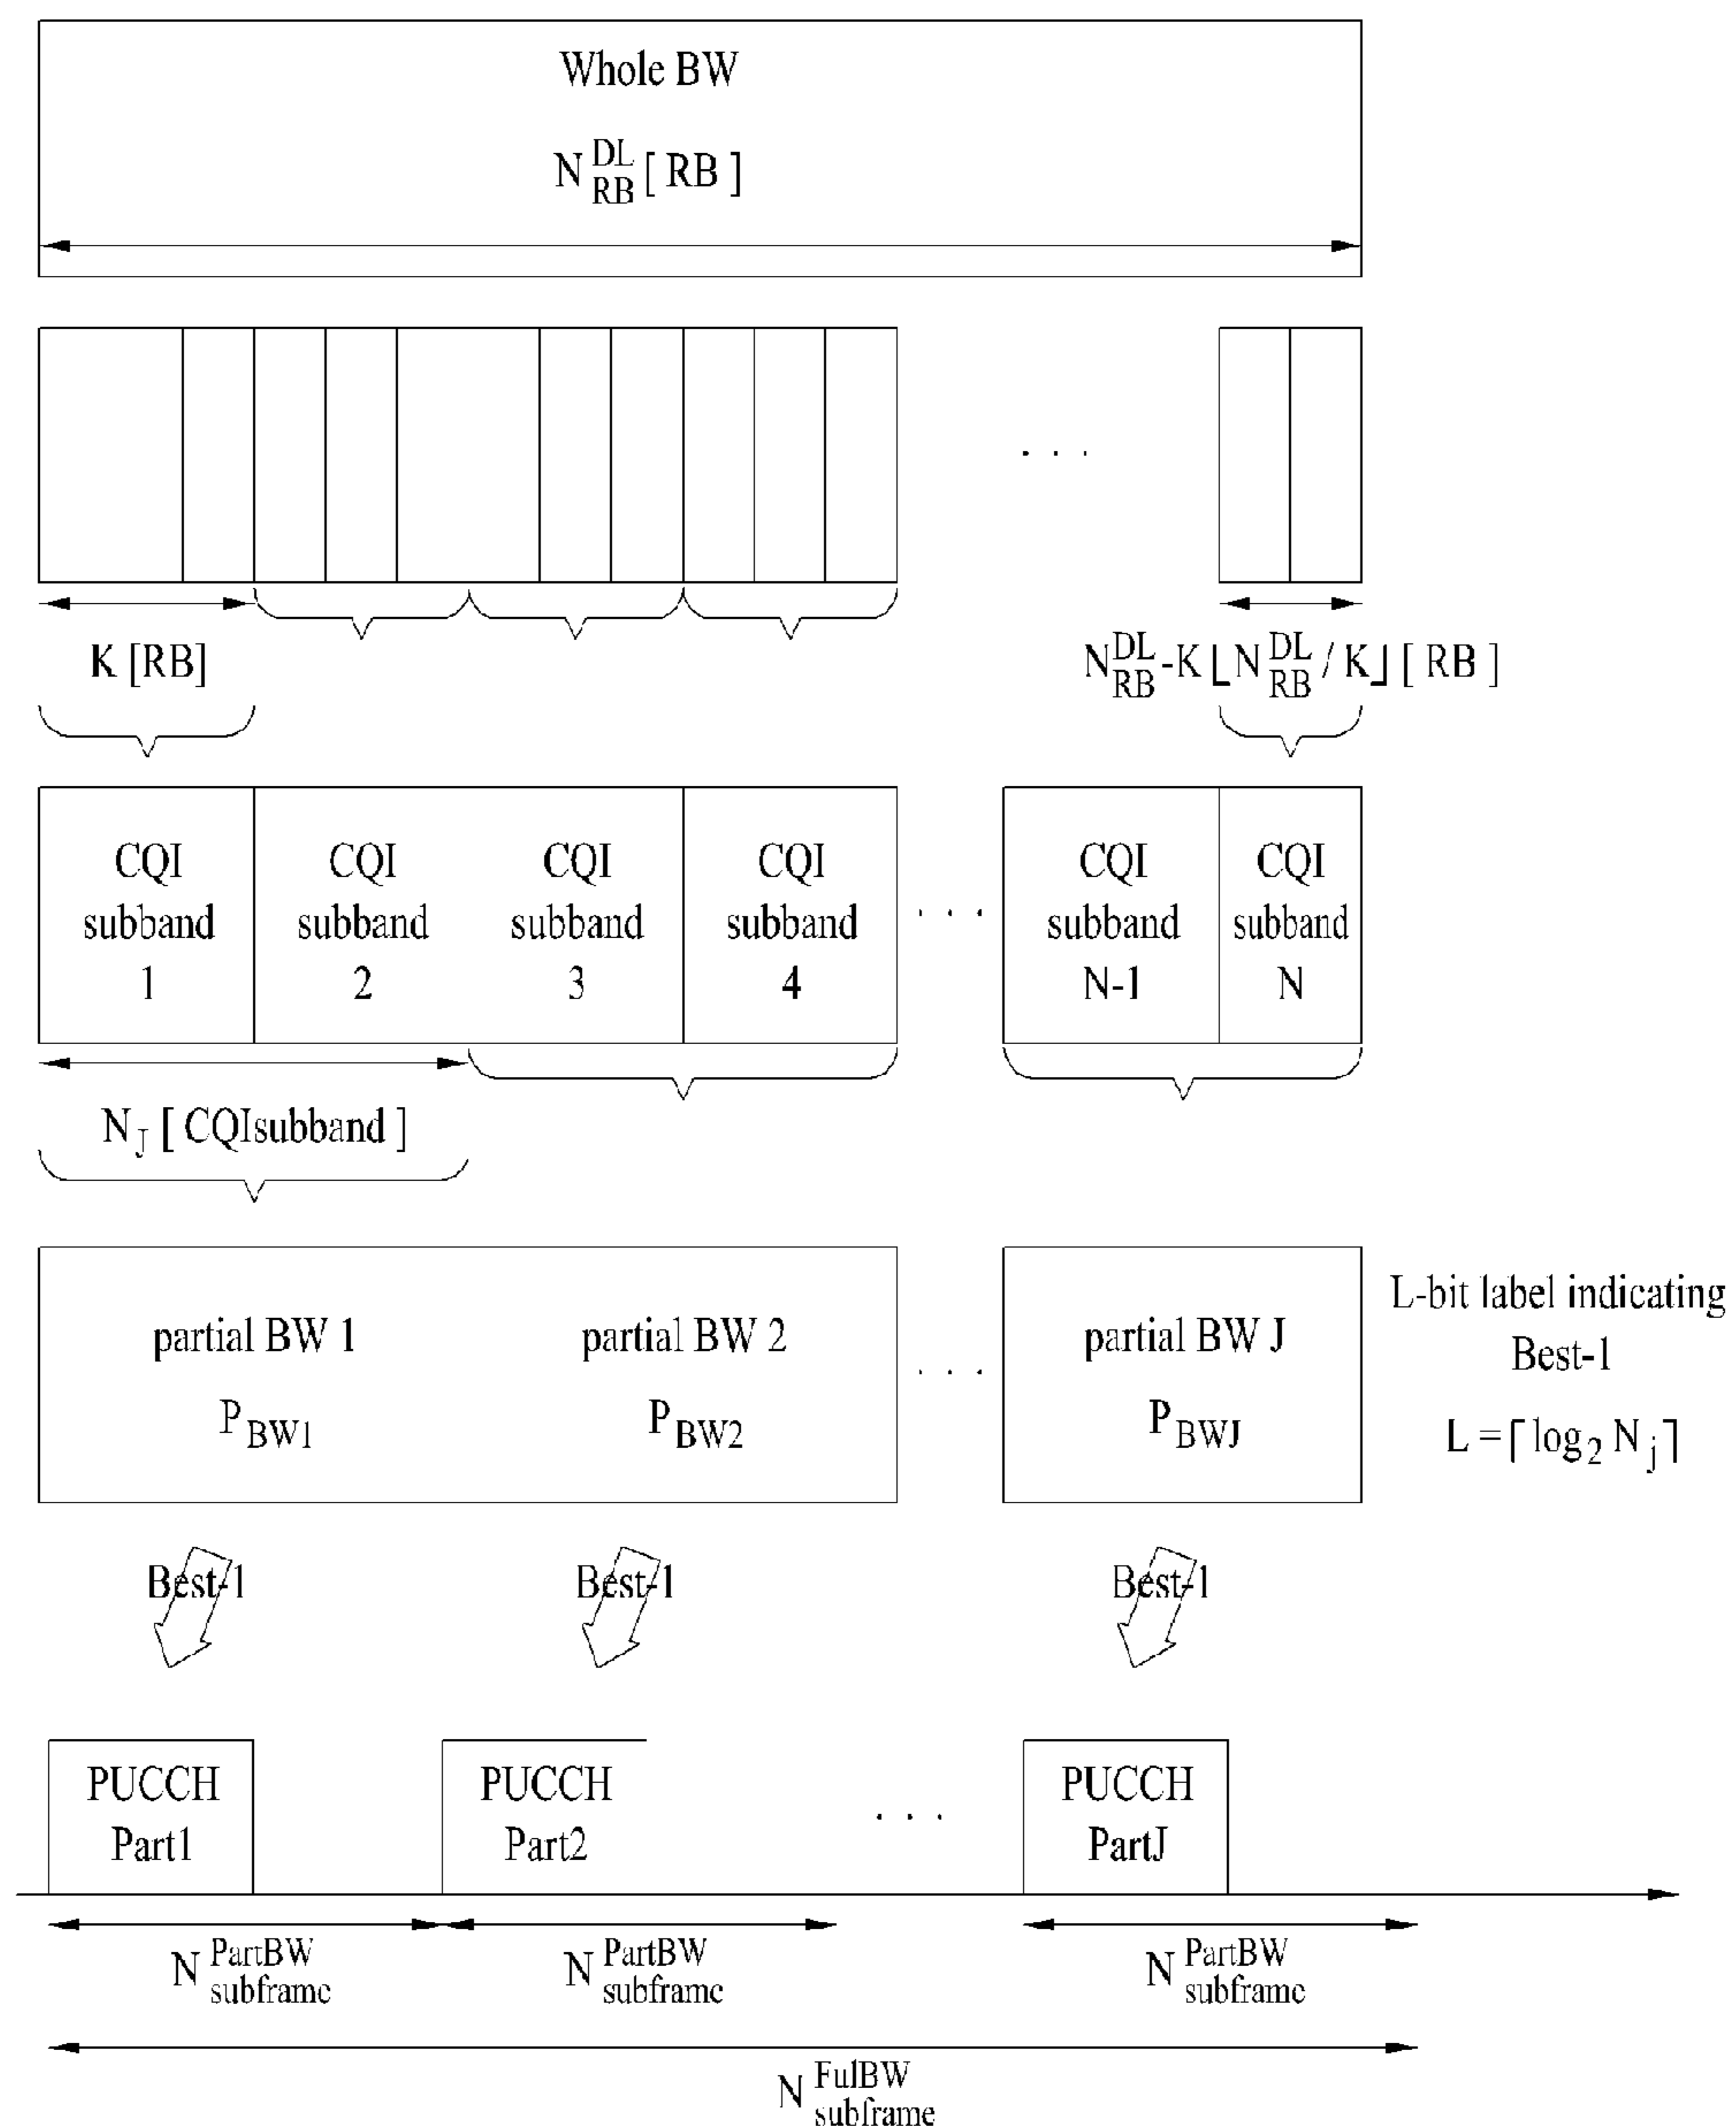 Whole BW
N DL RB [ RB ]
. . .
K [RB]
N DL RB -K ⌊ N DL RB / K ⌋ [ RB ]
CQI subband 1
CQI subband 2
CQI subband 3
CQI subband 4
. . .
CQI subband N-1
CQI subband N
N J [ CQIsubband ]
partial BW 1
P BW1
partial BW 2
P BW2
. . .
partial BW J
P BWJ
L-bit label indicating
Best-1
L = ⌈ log 2 N j ⌉
Best-1
Best-1
Best-1
PUCCH
Part1
PUCCH
Part2
. . .
PUCCH
PartJ
N PartBW subframe
N PartBW subframe
N PartBW subframe
N FulBW subframe